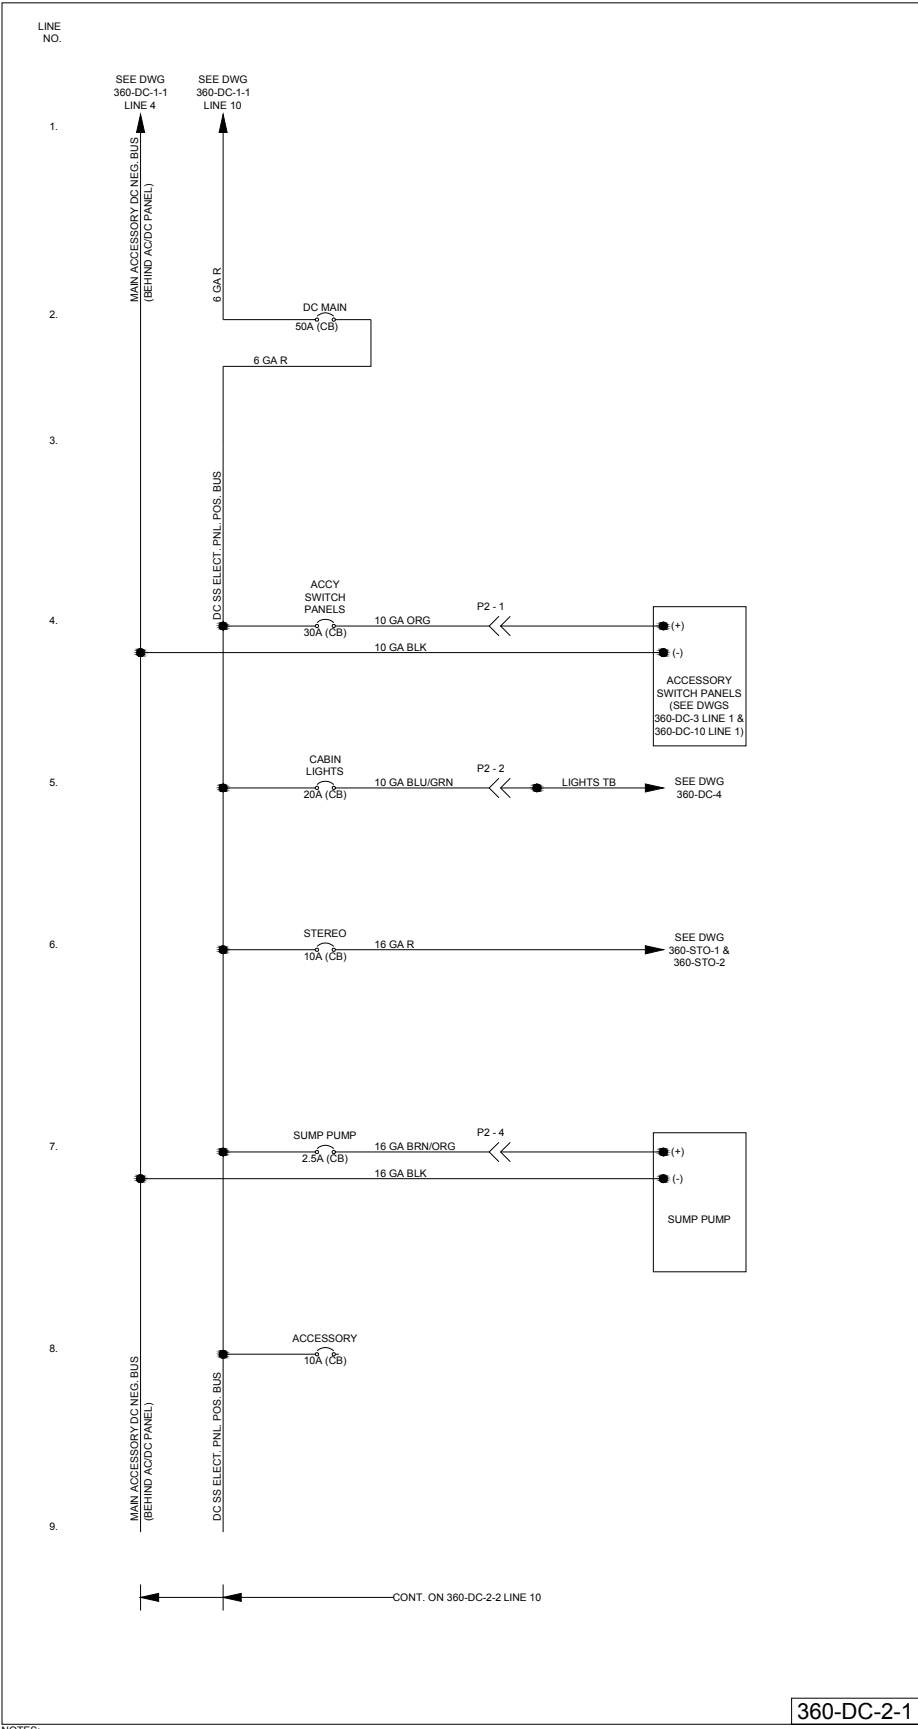 LINE
NO.
SEE DWG
360-DC-1-1
LINE 4
SEE DWG
360-DC-1-1
LINE 10
1.
MAIN ACCESSORY DC NEG. BUS
(BEHIND AC/DC PANEL)
6 GA R
2.
DC MAIN
50A (CB)
6 GA R
3.
DC SS ELECT. PNL. POS. BUS
4.
ACCY
SWITCH
PANELS
30A (CB)
10 GA ORG
P2 - 1
(+)
10 GA BLK
(-)
ACCESSORY
SWITCH PANELS
(SEE DWGS
360-DC-3 LINE 1 &
360-DC-10 LINE 1)
5.
CABIN
LIGHTS
20A (CB)
10 GA BLU/GRN
P2 - 2
LIGHTS TB
SEE DWG
360-DC-4
6.
STEREO
10A (CB)
16 GA R
SEE DWG
360-STO-1 &
360-STO-2
7.
SUMP PUMP
2.5A (CB)
16 GA BRN/ORG
P2 - 4
(+)
16 GA BLK
(-)
SUMP PUMP
8.
ACCESSORY
10A (CB)
MAIN ACCESSORY DC NEG. BUS
(BEHIND AC/DC PANEL)
DC SS ELECT. PNL. POS. BUS
9.
CONT. ON 360-DC-2-2 LINE 10
360-DC-2-1
NOTES: